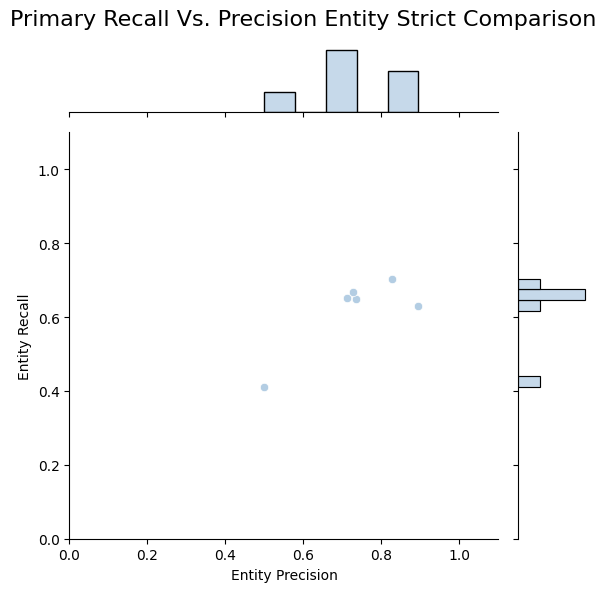 Primary Recall Vs. Precision Entity Strict Comparison
1.0
0.8
0.6
0.4
0.2
0.0
Entity Recall
0.0 0.2 0.4 0.6 0.8 1.0
Entity Precision